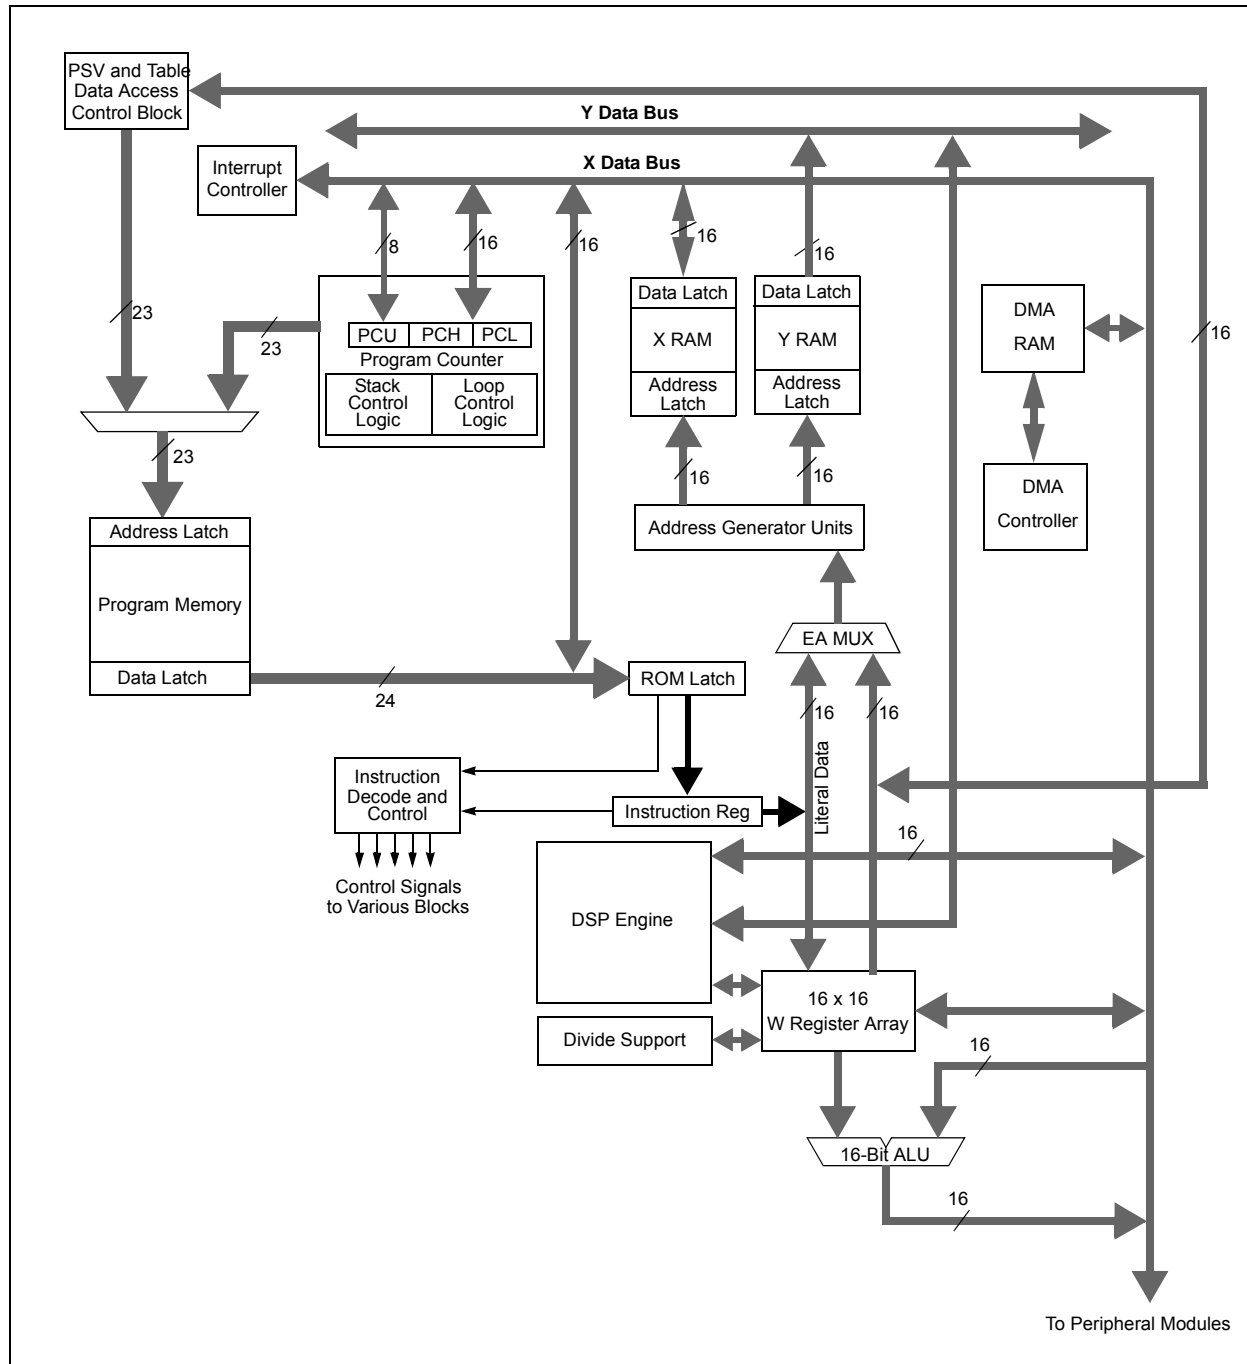 PSV and Table
Data Access
Control Block
Y Data Bus
X Data Bus
Interrupt
Controller
8
16
16
16
16
23
23
16
PCU
PCH
PCL
Program Counter
Stack
Control
Logic
Loop
Control
Logic
Data Latch
X RAM
Address
Latch
Data Latch
Y RAM
Address
Latch
DMA
RAM
23
16
16
DMA
Controller
Address Generator Units
Address Latch
Program Memory
Data Latch
24
EA MUX
ROM Latch
16
16
Literal Data
Instruction
Decode and
Control
Instruction Reg
Control Signals
to Various Blocks
16
DSP Engine
16 x 16
W Register Array
Divide Support
16
16-Bit ALU
16
To Peripheral Modules